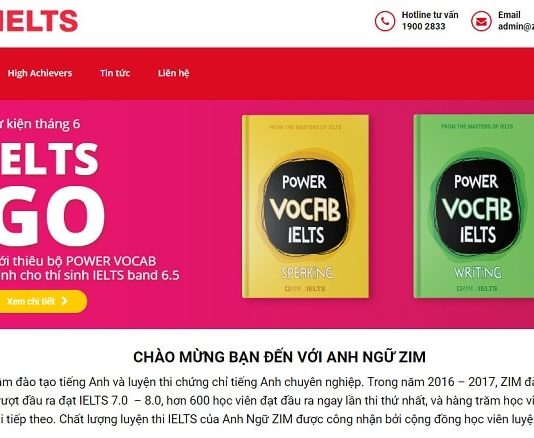 IELTS
Hotline tư vấn
1900 2833
Email
admin@z
High Achievers Tin tức Liên hệ
kiện tháng 6
IELTS
GO
ới thiêu bộ POWER VOCAB
nh cho thí sinh IELTS band 6.5
Xem chi tiết
FROM THE MASTERS OF IELTS
POWER
VOCAB
IELTS
SPEAKING
IELTS
FROM THE MASTERS OF IELTS
POWER
VOCAB
IELTS
WRITING
IELTS
CHÀO MỪNG BẠN ĐẾN VỚI ANH NGỮ ZIM
âm đào tạo tiếng Anh và luyện thi chứng chỉ tiếng Anh chuyên nghiệp. Trong năm 2016 – 2017, ZIM đà
vượt đầu ra đạt IELTS 7.0 – 8.0, hơn 600 học viên đạt đầu ra ngay lần thi thứ nhất, và hàng trăm học vi
i tiếp theo. Chất lượng luyện thi IELTS của Anh Ngữ ZIM được công nhận bởi cộng đồng học viên luyệ